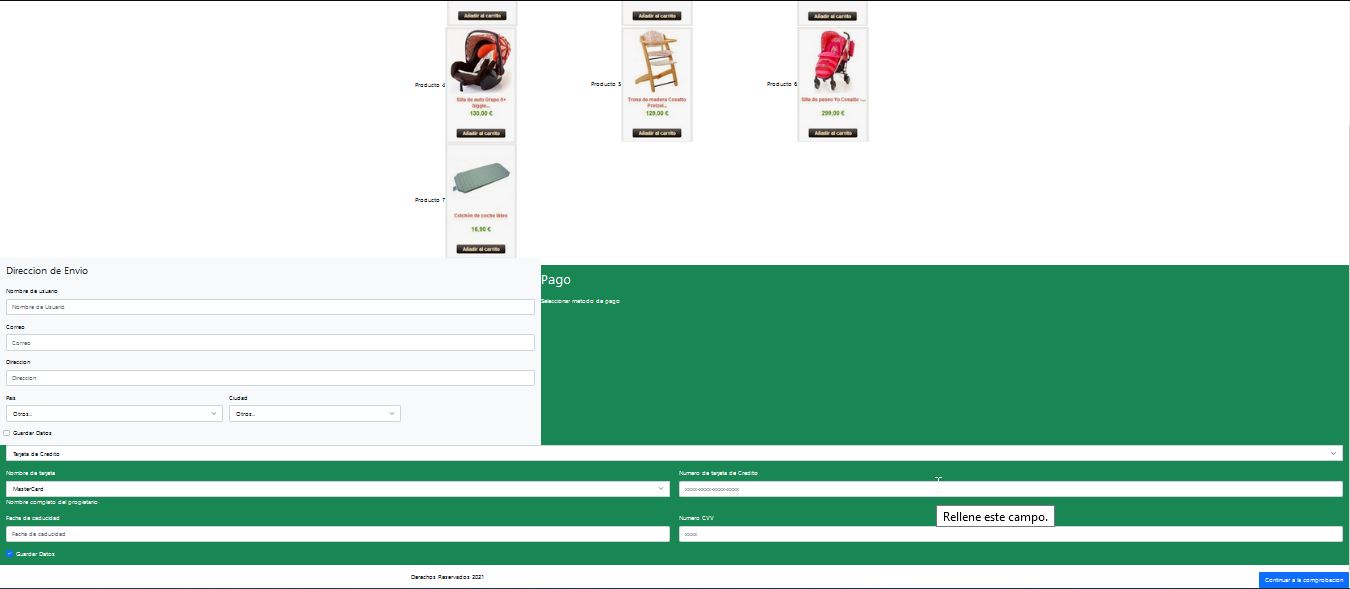 Añadir al carrito Añadir al carrito Añadir al carrito
Producto 4 Producto 5 Producto 6
Silla de auto Grupo 0+ Trona de madera Casatto Silla de paseo Yo Casatto -...
Giggle... Pretzel...
130,00 € 129,00 € 299,00 €
Añadir al carrito Añadir al carrito Añadir al carrito
Producto 7
Colchón de coche
16,90 €
Añadir al carrito
Direccion de Envio
Nombre de usuario
Nombre de Usuario
Correo
Correo
Direccion
Direccion
Pais Ciudad
Otros.. Otros..
Guardar Datos
Pago
Seleccionar metodo de pago
Tarjeta de Credito
Nombre de tarjeta Numero de tarjeta de Credito
MasterCard xxxx-xxxx-xxxx-xxxx
Nombre completo del propietario
Rellene este campo.
Fecha de caducidad Numero CVV
Fecha de caducidad xxxx
Guardar Datos
Derechos Reservados 2021
Continuar a la comprobacion